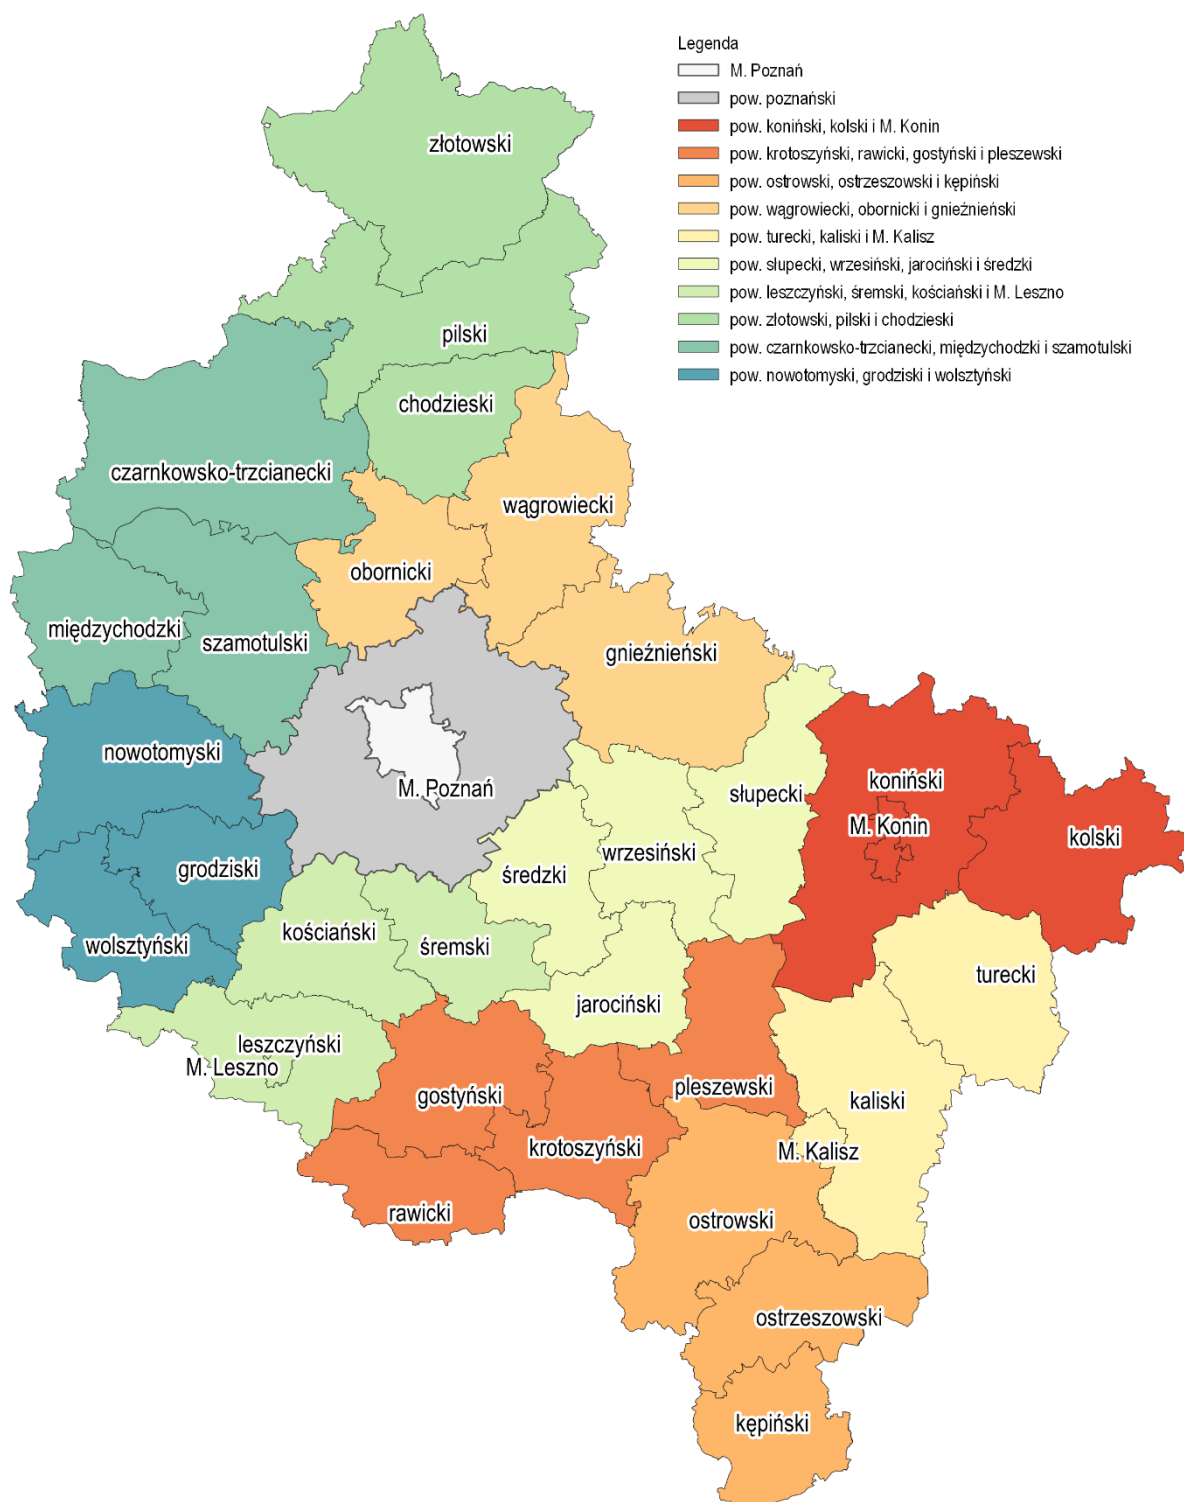 Legenda
M. Poznań
pow. poznański
pow. koniński, kolski i M. Konin
pow. krotoszyński, rawicki, gostyński i pleszewski
pow. ostrowski, ostrzeszowski i kępiński
pow. wągrowiecki, obornicki i gnieźnieński
pow. turecki, kaliski i M. Kalisz
pow. słupecki, wrzesiński, jarociński i średzki
pow. leszczyński, śremski, kościański i M. Leszno
pow. złotowski, pilski i chodzieski
pow. czarnkowsko-trzcianecki, międzychodzki i szamotulski
pow. nowotomyski, grodziski i wolsztyński
złotowski
pilski
chodzieski
czarnkowsko-trzcianecki
wągrowiecki
obornicki
międzychodzki
szamotulski
gnieźnieński
nowotomyski
M. Poznań
słupecki
koniński
M. Konin
kolski
wrzesiński
średzki
grodziski
kościański
wolsztyński
śremski
turecki
jarociński
leszczyński
M. Leszno
gostyński
pleszewski
kaliski
krotoszyński
M. Kalisz
rawicki
ostrowski
ostrzeszowski
kępiński